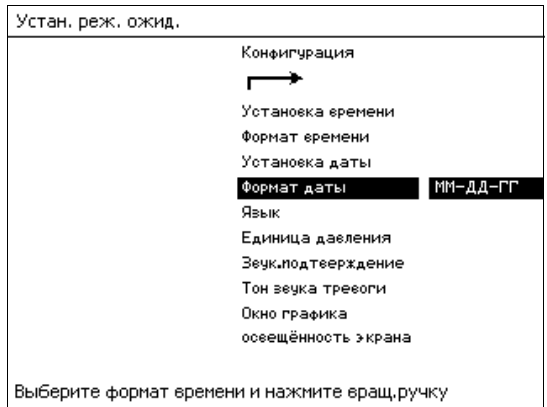 Устан. реж. ожид.
Конфигурация
Установка времени
Формат времени
Установка даты
Формат даты ММ-ДД-ГГ
Язык
Единица давления
Звук.подтверждение
Тон звука тревоги
Окно графика
освещённость экрана
Выберите формат времени и нажмите вращ.ручку